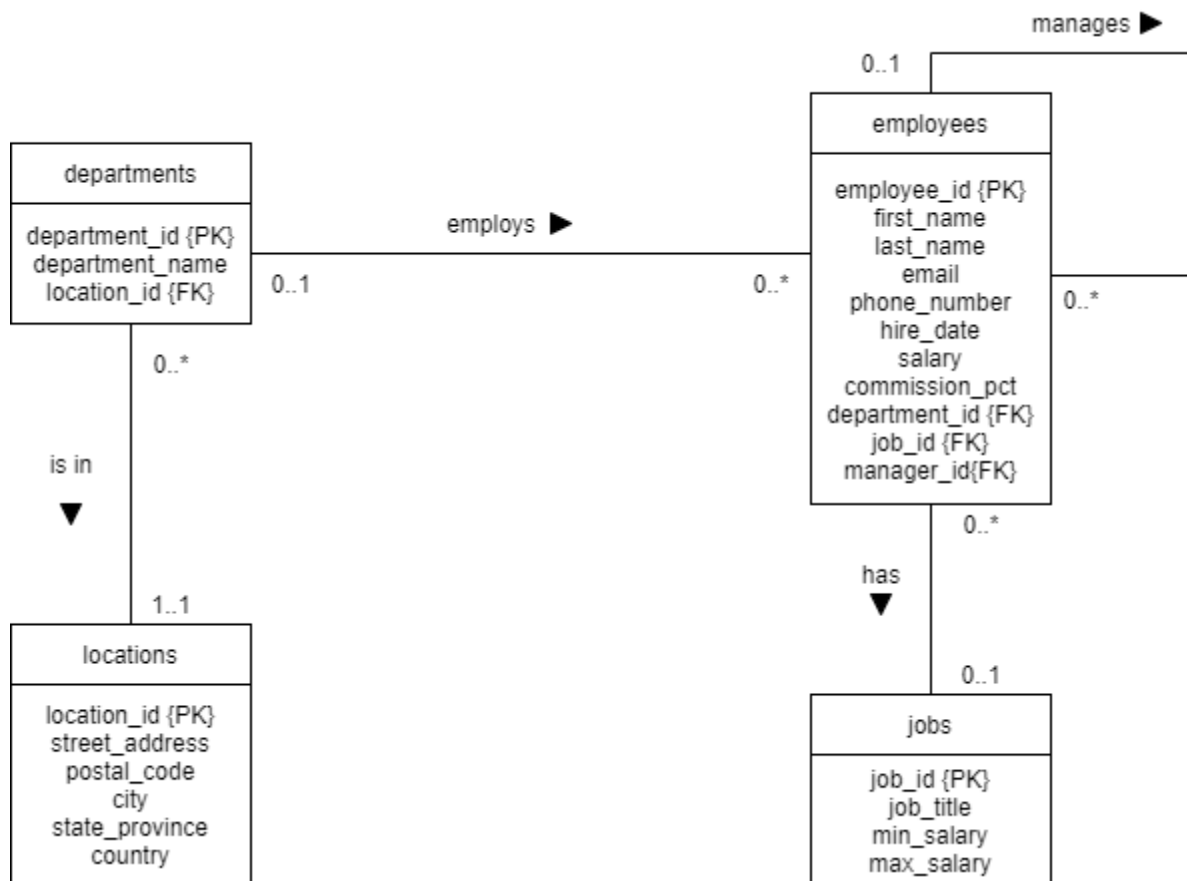 manages
0..1
employees
employee_id {PK}
first_name
last_name
email
phone_number
hire_date
salary
commission_pct
department_id {FK}
job_id {FK}
manager_id{FK}
departments
department_id {PK}
department_name
location_id {FK}
employs
0..1
0..*
0..*
0..*
is in
1..1
0..*
has
0..1
locations
location_id {PK}
street_address
postal_code
city
state_province
country
jobs
job_id {PK}
job_title
min_salary
max_salary